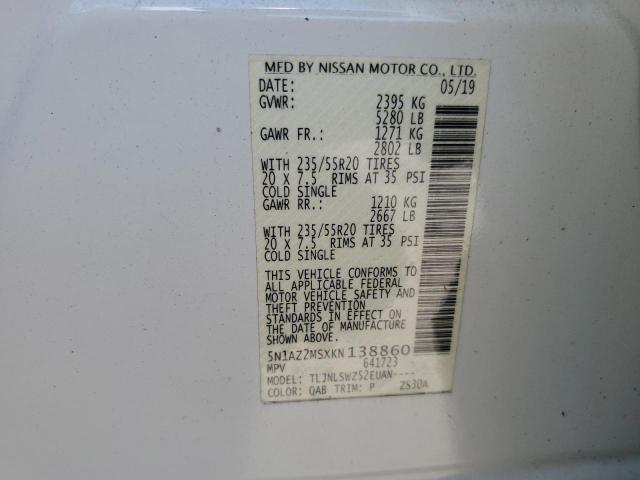 MFD BY NISSAN MOTOR CO., LTD.
DATE: 05/19
GVWR: 2395 KG
5280 LB
GAWR FR.: 1271 KG
2802 LB
WITH 235/55R20 TIRES
20 X 7.5 RIMS AT 35 PSI
COLD SINGLE
GAWR RR.: 1210 KG
2667 LB
WITH 235/55R20 TIRES
20 X 7.5 RIMS AT 35 PSI
COLD SINGLE
THIS VEHICLE CONFORMS TO
ALL APPLICABLE FEDERAL
MOTOR VEHICLE SAFETY AND
THEFT PREVENTION
STANDARDS IN EFFECT ON
THE DATE OF MANUFACTURE
SHOWN ABOVE.
5N1AZ2MSXKN138860
MPV 641723
MODEL: TLJNLSWZ52EUAN----
COLOR: QAB TRIM: P ZS30A